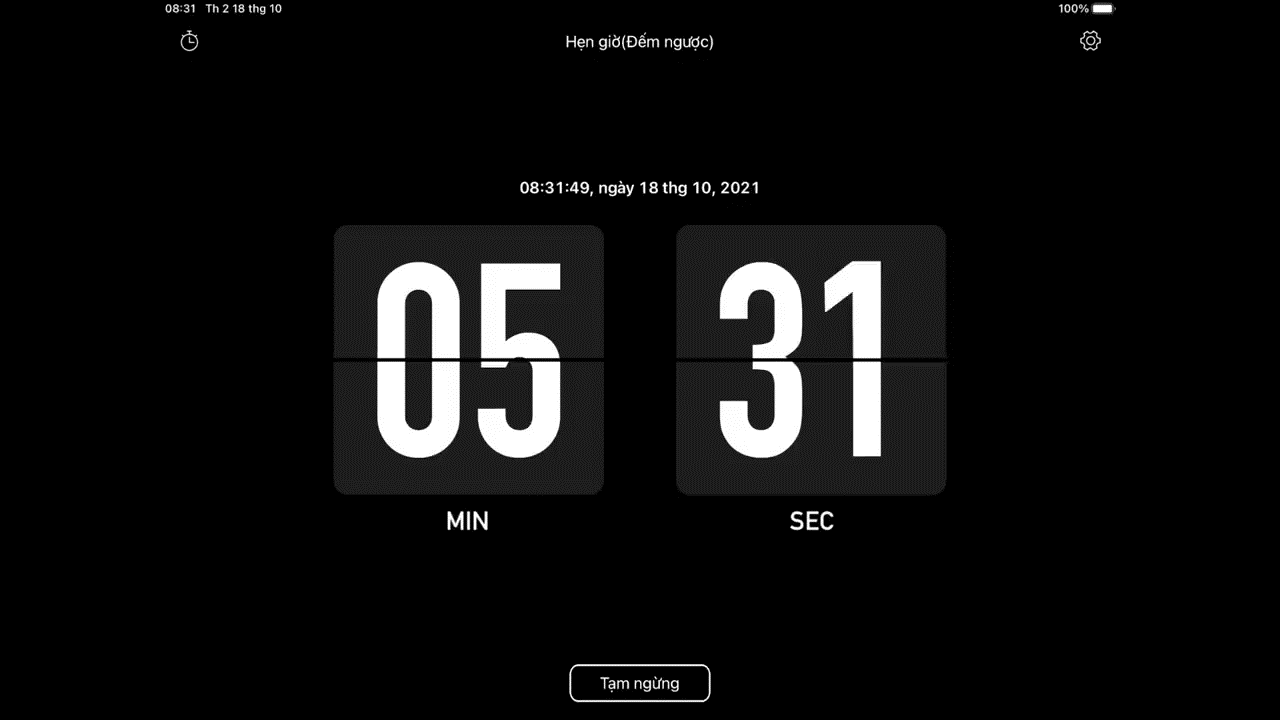 08:31 Th 2 18 thg 10 100%
Hẹn giờ(Đếm ngược)
08:31:49, ngày 18 thg 10, 2021
05 31
MIN SEC
Tạm ngừng